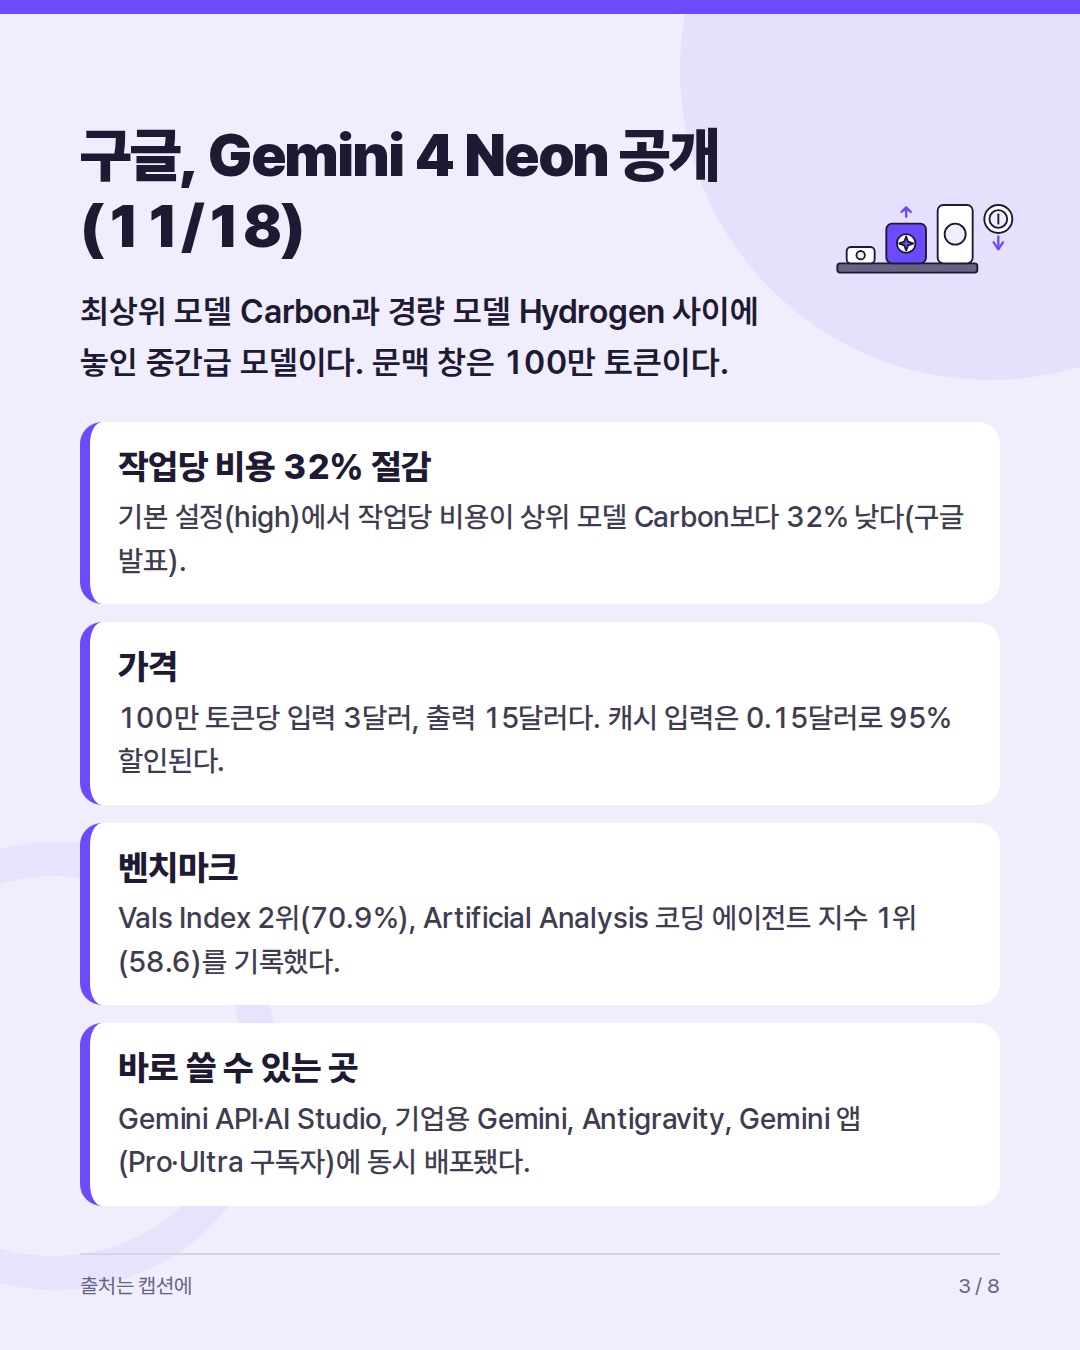 구글, Gemini 4 Neon 공개
(11/18)
최상위 모델 Carbon과 경량 모델 Hydrogen 사이에
놓인 중간급 모델이다. 문맥 창은 100만 토큰이다.
작업당 비용 32% 절감
기본 설정(high)에서 작업당 비용이 상위 모델 Carbon보다 32% 낮다(구글
발표).
가격
100만 토큰당 입력 3달러, 출력 15달러다. 캐시 입력은 0.15달러로 95%
할인된다.
벤치마크
Vals Index 2위(70.9%), Artificial Analysis 코딩 에이전트 지수 1위
(58.6)를 기록했다.
바로 쓸 수 있는 곳
Gemini API·AI Studio, 기업용 Gemini, Antigravity, Gemini 앱
(Pro·Ultra 구독자)에 동시 배포됐다.
출처는 캡션에
3 / 8